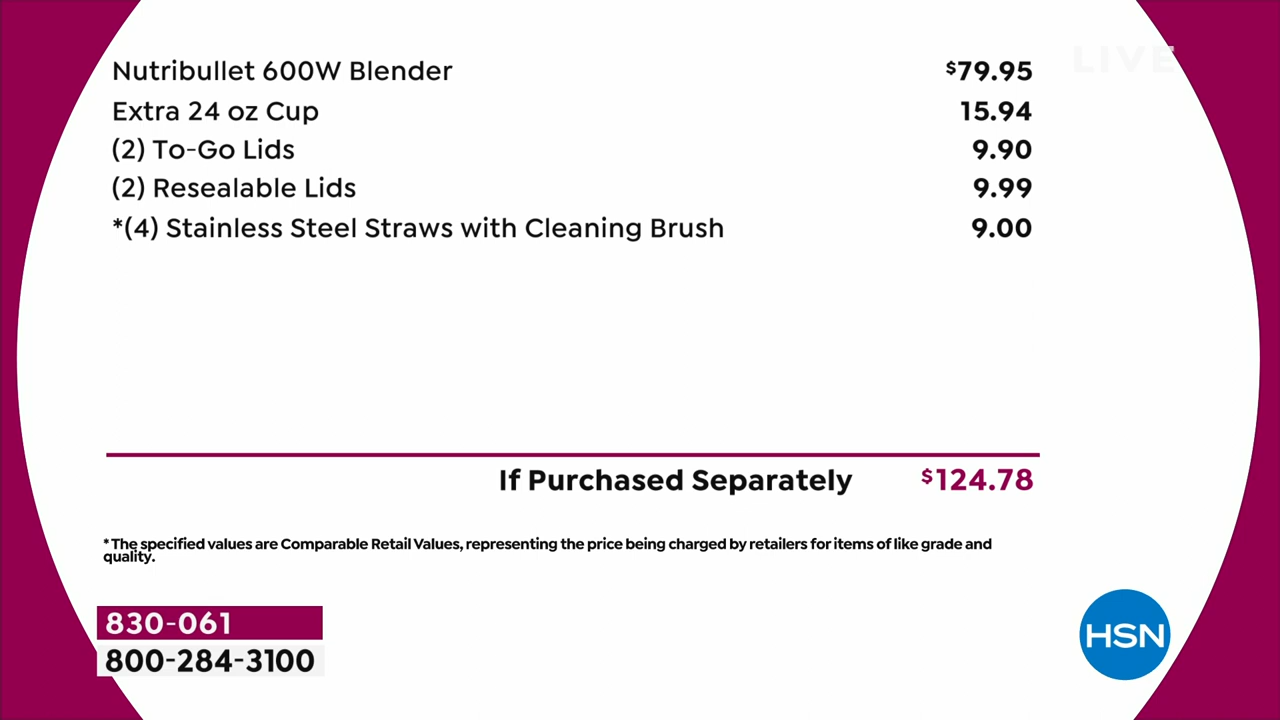 LIVE
Nutribullet 600W Blender $79.95
Extra 24 oz Cup 15.94
(2) To-Go Lids 9.90
(2) Resealable Lids 9.99
*(4) Stainless Steel Straws with Cleaning Brush 9.00
If Purchased Separately $124.78
* The specified values are Comparable Retail Values, representing the price being charged by retailers for items of like grade and
quality.
830-061
HSN
800-284-3100